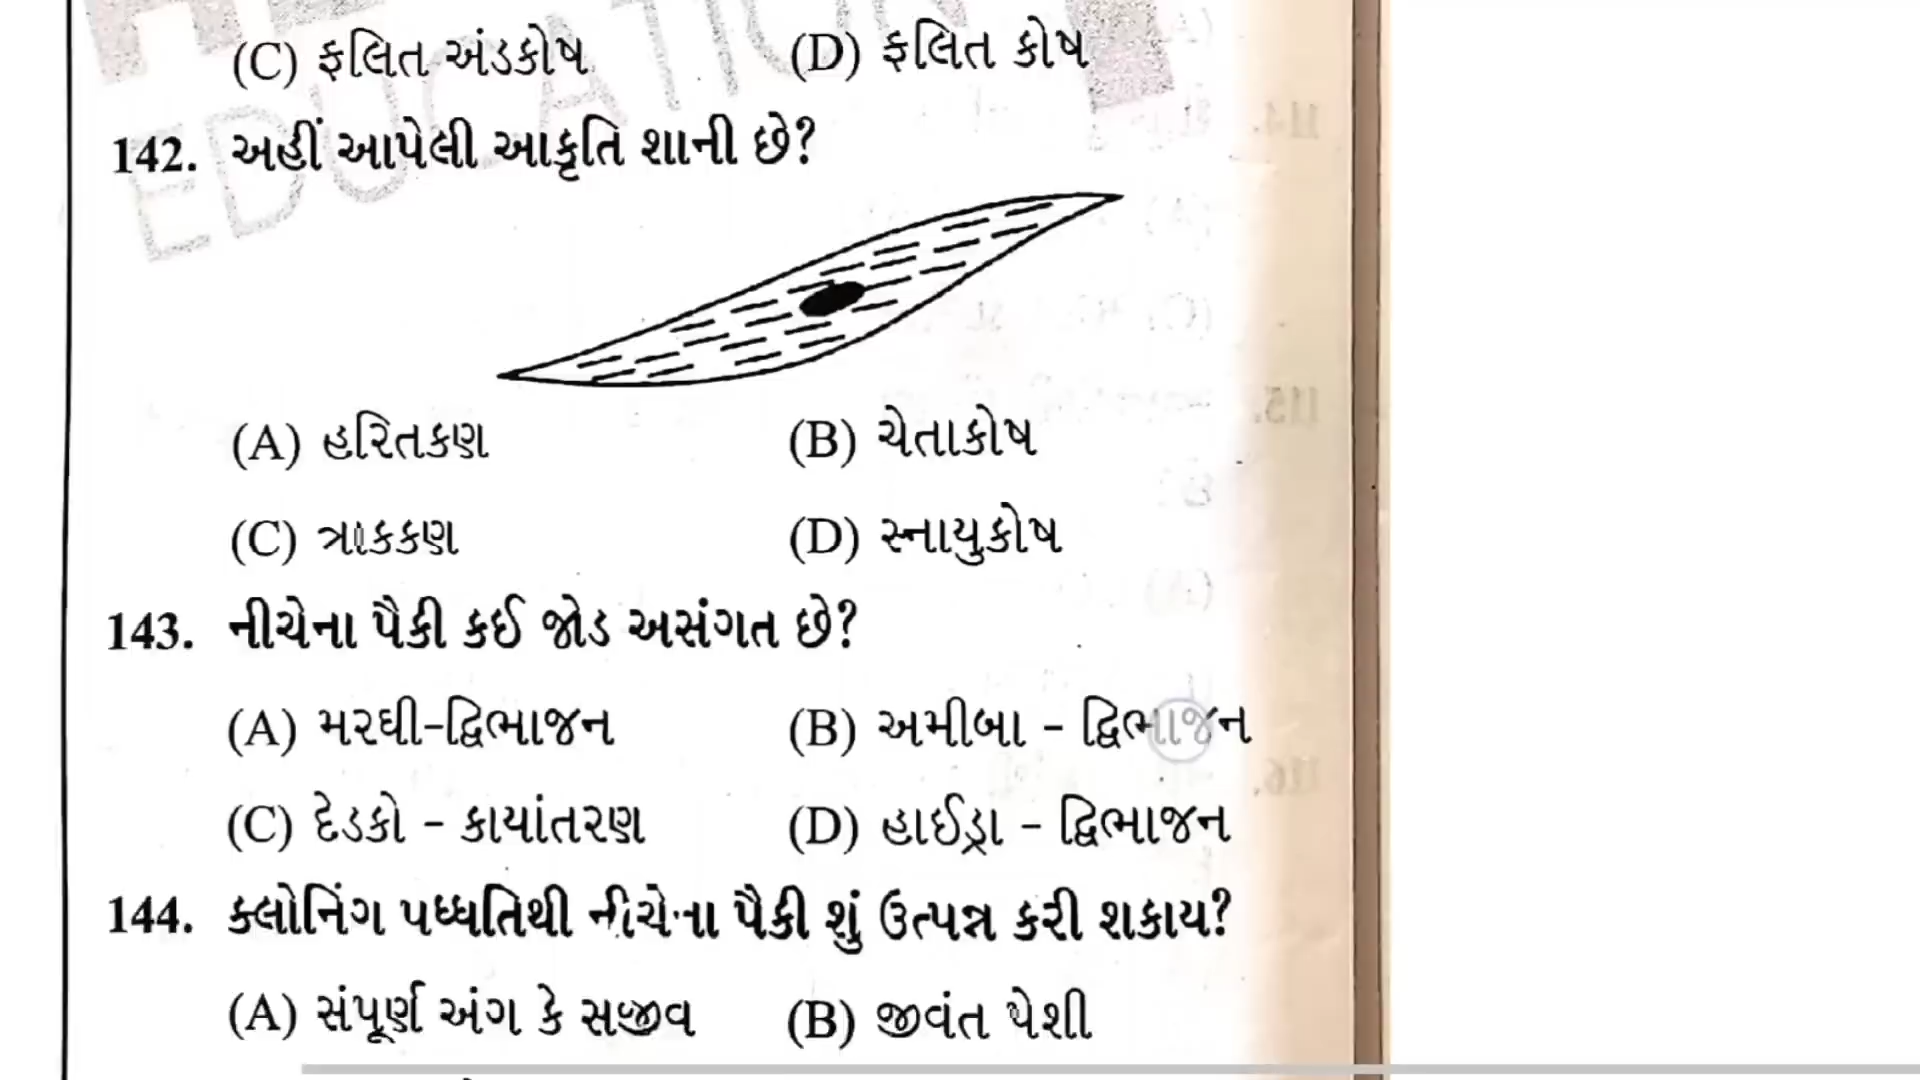 (C) ફલિત અંડકોષ (D) ફલિત કોષ
EDUCATION
142. અહીં આપેલી આકૃતિ શાની છે?
(A) હરિતકણ (B) ચેતાકોષ
(C) ત્રાકકણ (D) સ્નાયુકોષ
143. નીચેના પૈકી કઈ જોડ અસંગત છે?
(A) મરઘી-દ્વિભાજન (B) અમીબા - દ્વિભાજન
(C) દેડકો - કાયાંતરણ (D) હાઈડ્રા - દ્વિભાજન
144. ક્લોનિંગ પધ્ધતિથી નીચેના પૈકી શું ઉત્પન્ન કરી શકાય?
(A) સંપૂર્ણ અંગ કે સજીવ (B) જીવંત પેશી